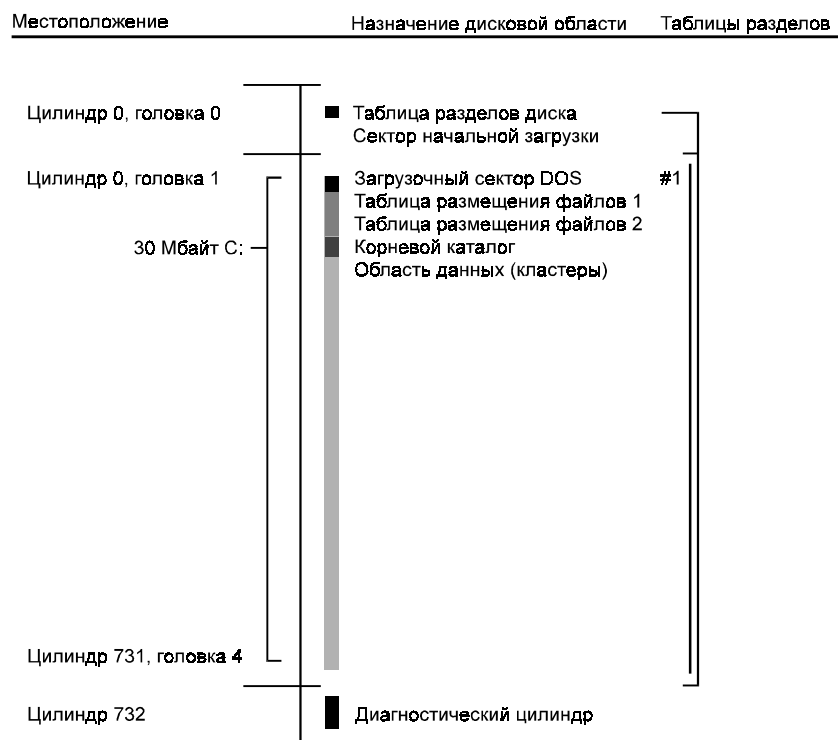 Местоположение Назначение дисковой области Таблицы разделов
Цилиндр 0, головка 0 Таблица разделов диска
Сектор начальной загрузки
Цилиндр 0, головка 1 Загрузочный сектор DOS #1
Таблица размещения файлов 1
Таблица размещения файлов 2
30 Мбайт C: Корневой каталог
Область данных (кластеры)
Цилиндр 731, головка 4
Цилиндр 732 Диагностический цилиндр